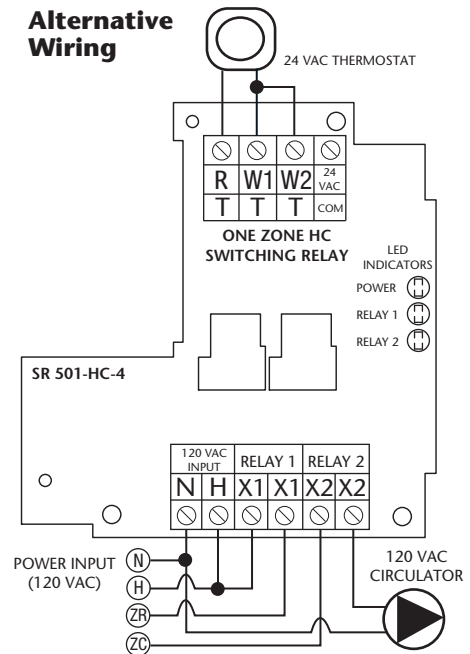 Alternative
Wiring
24 VAC THERMOSTAT
R W1 W2 24
VAC
T T T COM
ONE ZONE HC
SWITCHING RELAY
LED
INDICATORS
POWER
RELAY 1
RELAY 2
SR 501-HC-4
120 VAC
INPUT RELAY 1 RELAY 2
N H X1 X1 X2 X2
POWER INPUT
(120 VAC)
N
H
ZR
ZC
120 VAC
CIRCULATOR